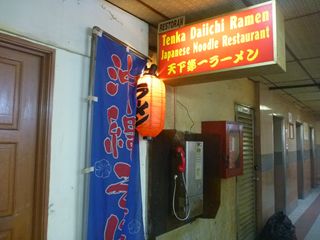 RESTORAN
Tenka Daiichi Ramen
Japanese Noodle Restaurant
天下第一ラーメン
ラーメン